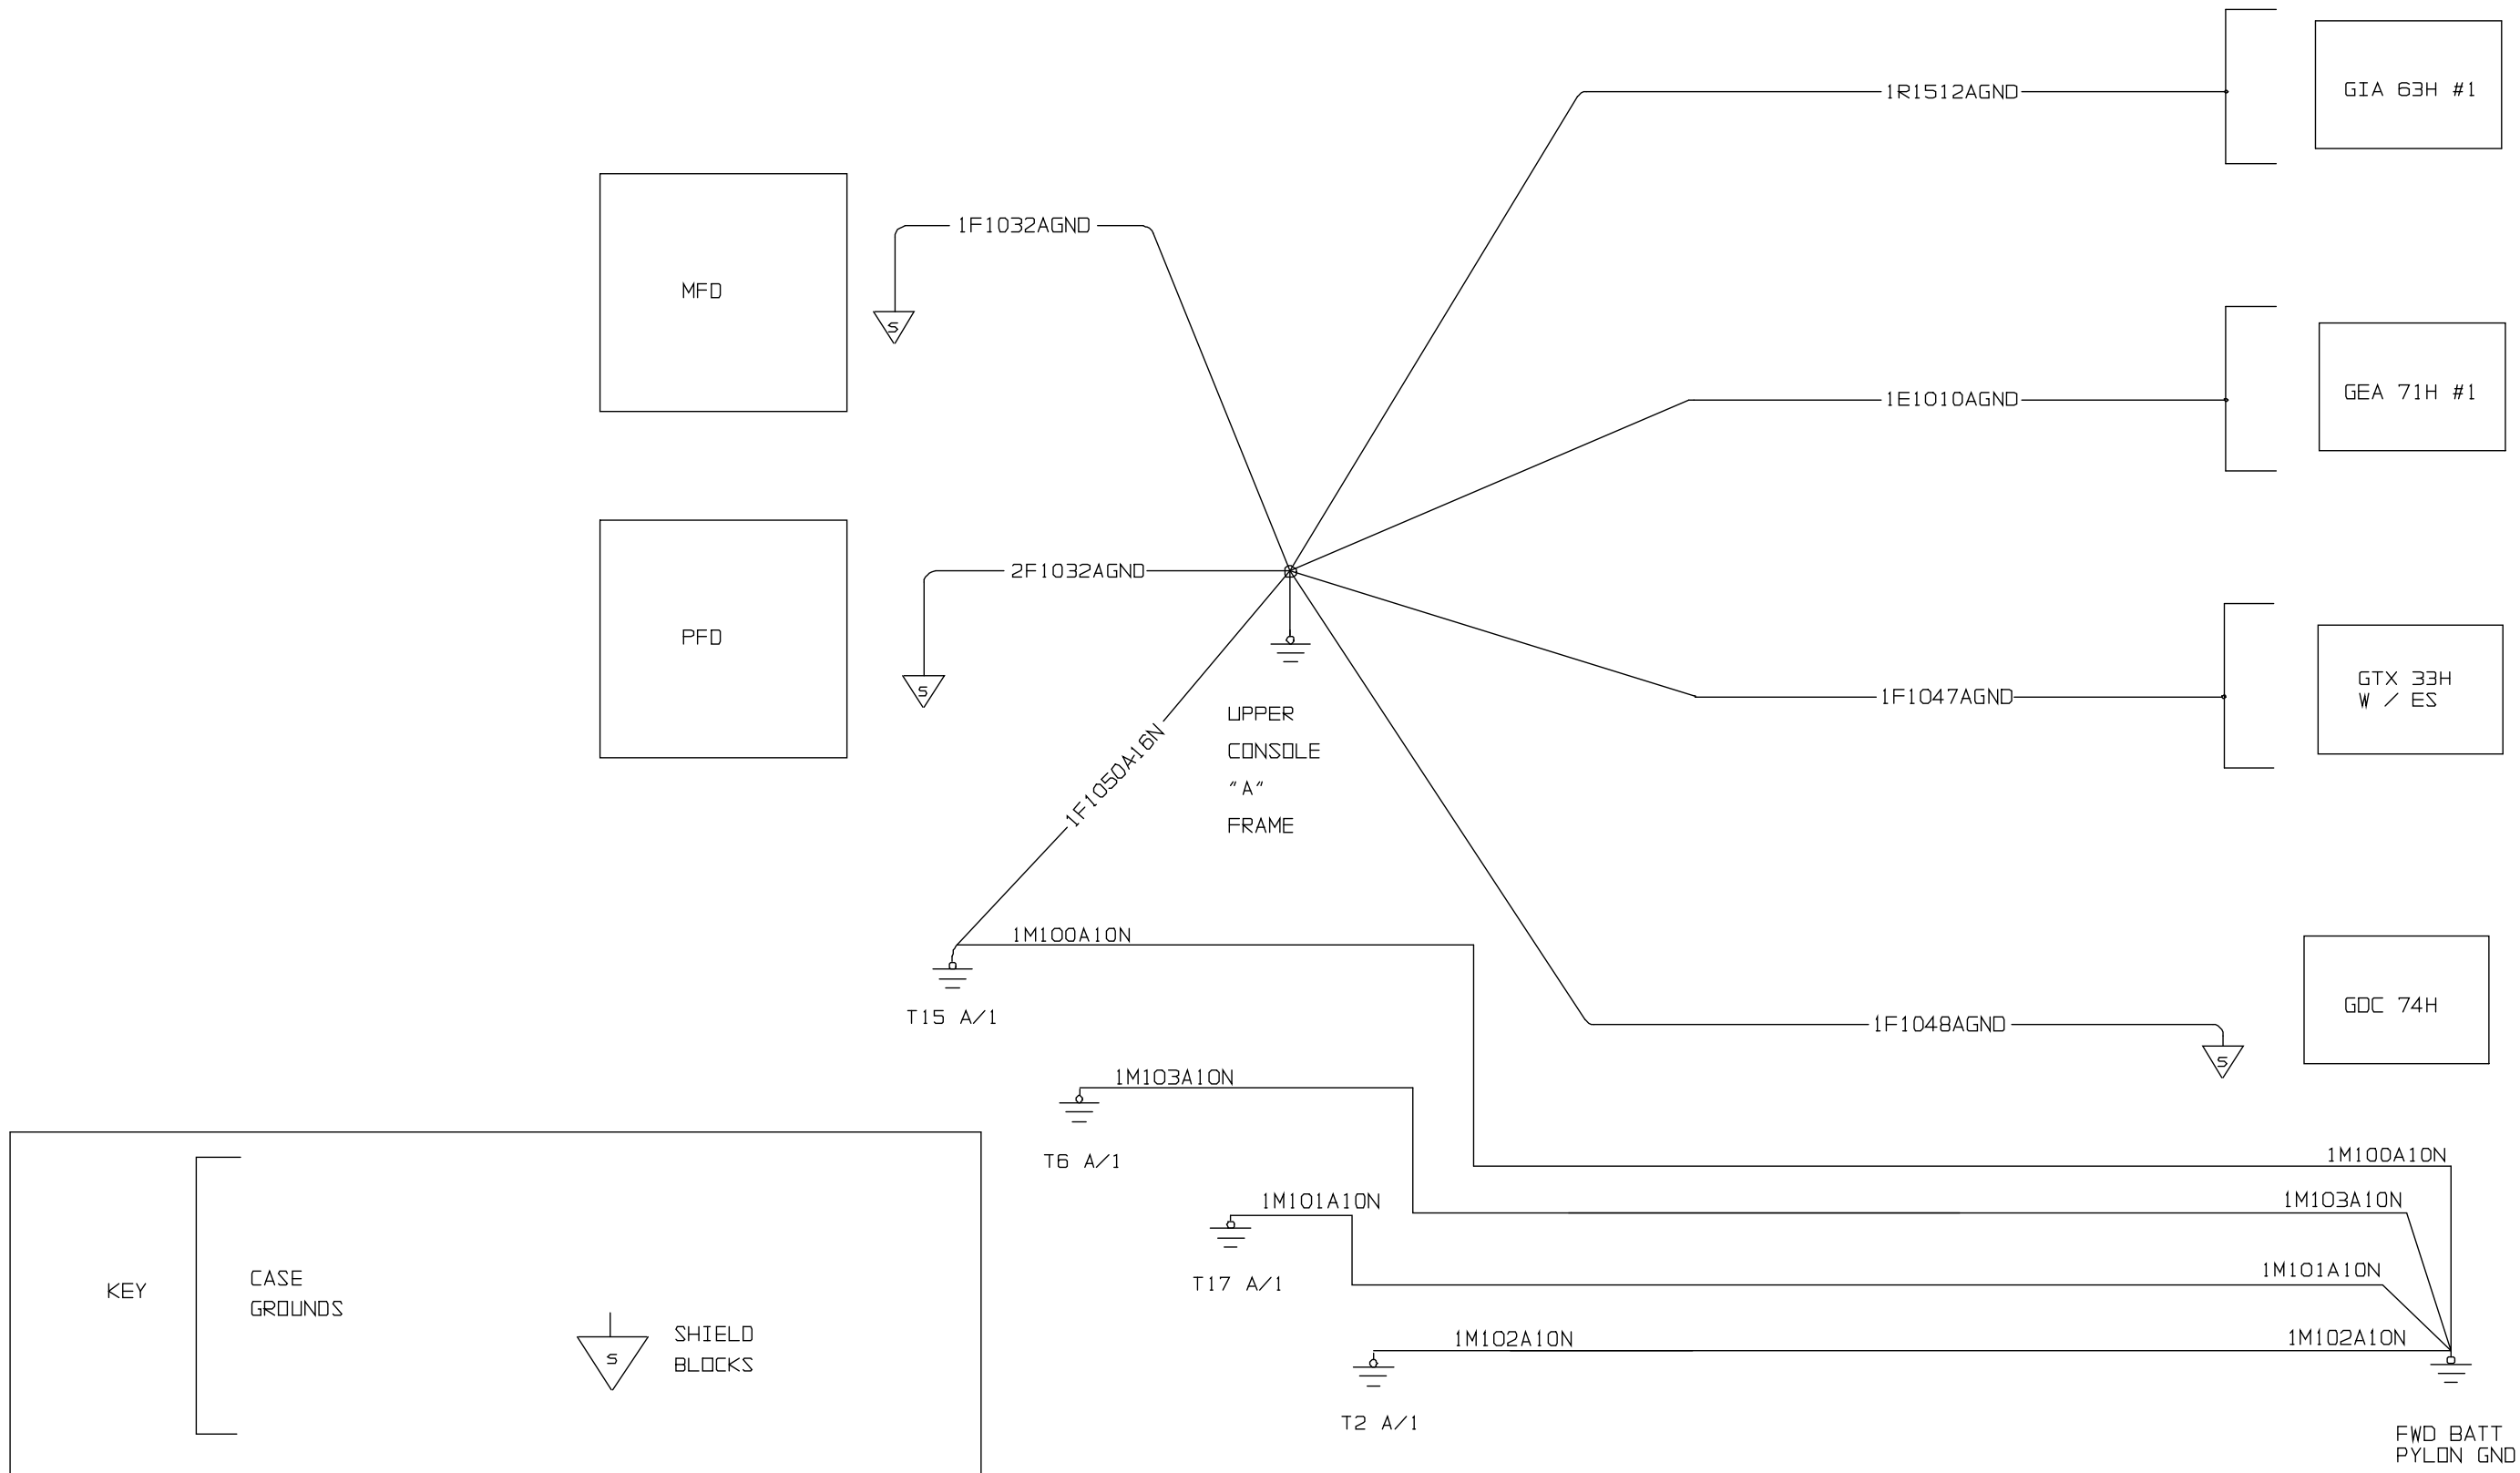 1R1512AGND
GIA 63H #1
1F1032AGND
MFD
S
1E1010AGND
GEA 71H #1
2F1032AGND
PFD
S
1F1047AGND
GTX 33H
W / ES
UPPER
CONSOLE
"A"
FRAME
1F1050A16N
1M100A10N
T15 A/1
1F1048AGND
GDC 74H
S
1M103A10N
T6 A/1
1M100A10N
1M103A10N
1M101A10N
T17 A/1
1M101A10N
1M102A10N
1M102A10N
T2 A/1
FWD BATT
PYLON GND
KEY
CASE
GROUNDS
S
SHIELD
BLOCKS